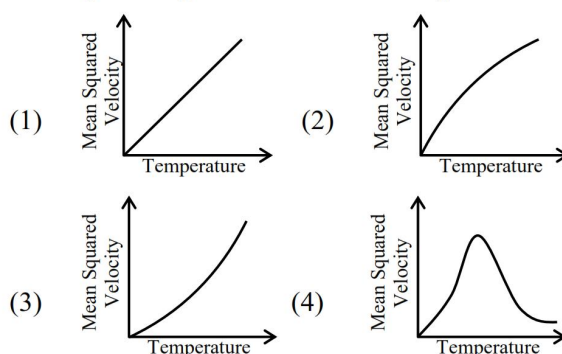 (1)
Mean Squared
Velocity
Temperature
(2)
Mean Squared
Velocity
Temperature
(3)
Mean Squared
Velocity
Temperature
(4)
Mean Squared
Velocity
Temperature